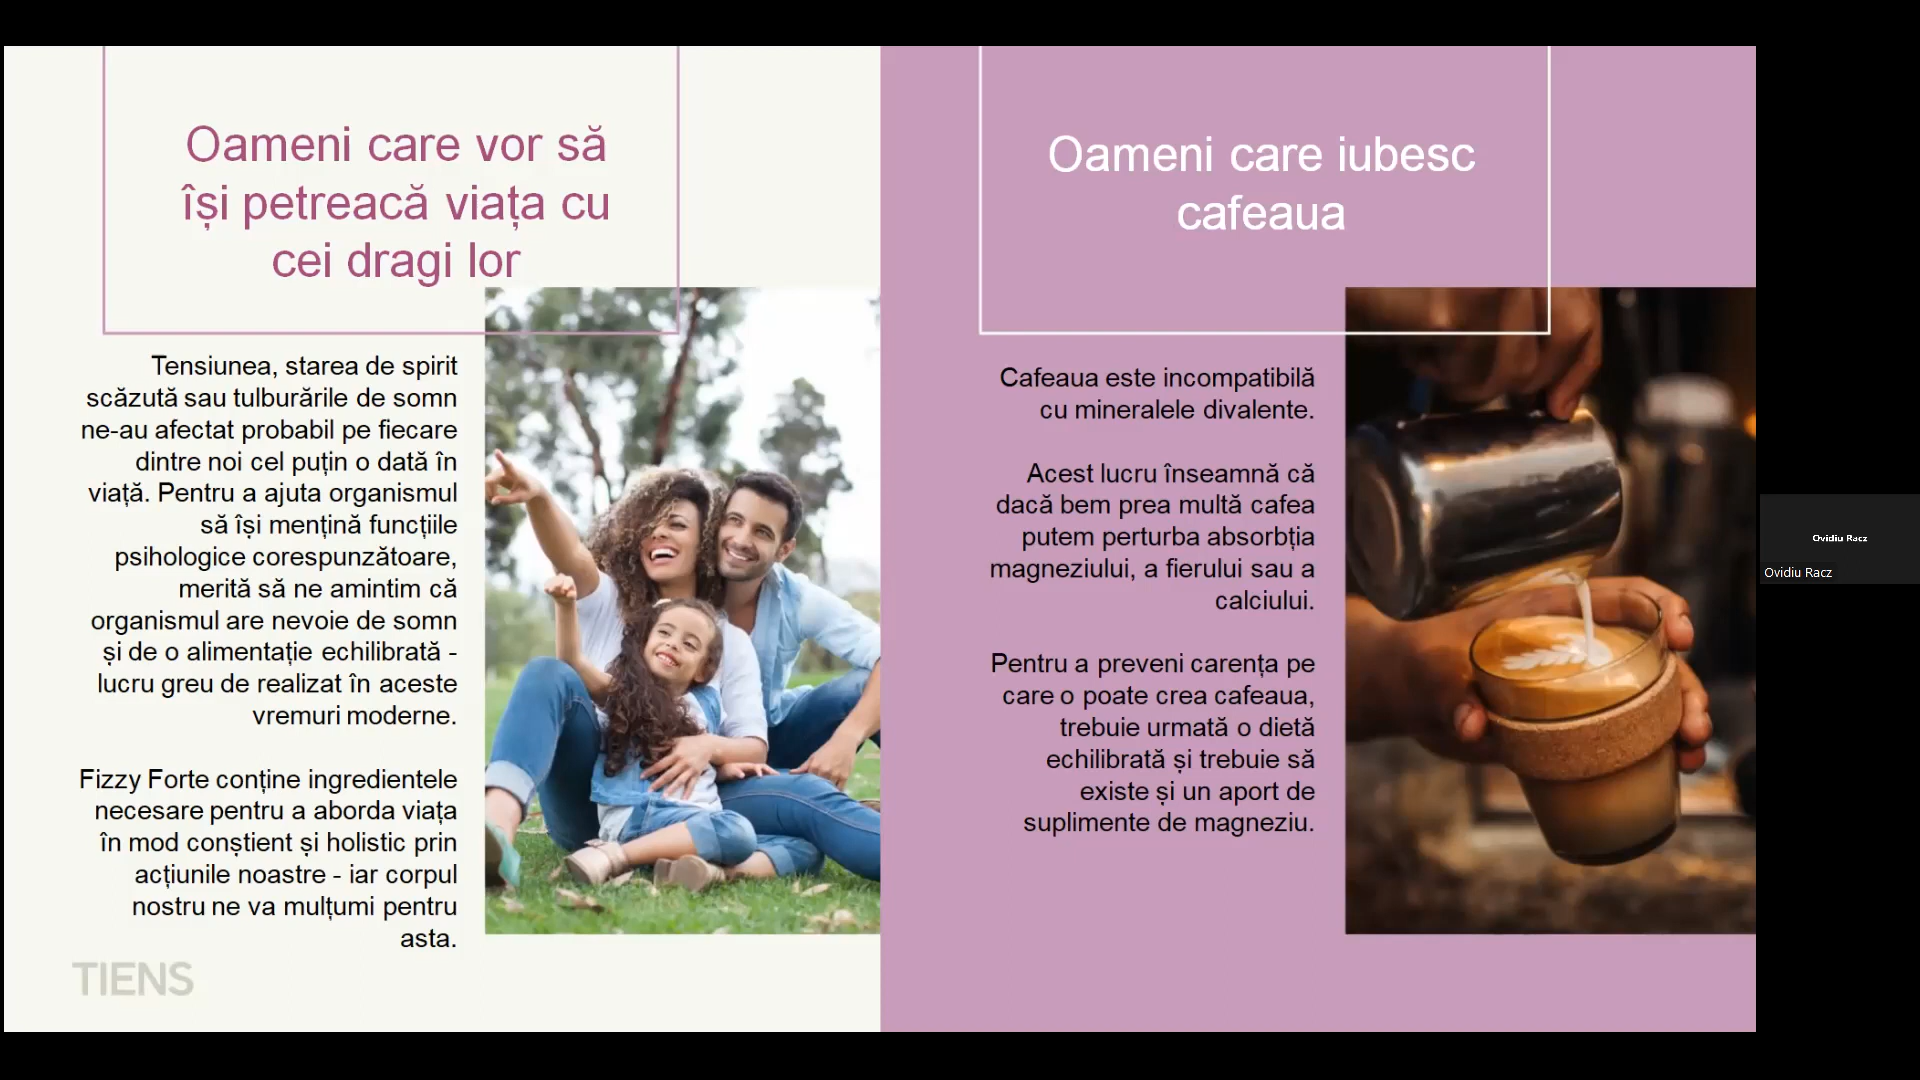 Oameni care vor să
își petreacă viața cu
cei dragi lor
Tensiunea, starea de spirit
scăzută sau tulburările de somn
ne-au afectat probabil pe fiecare
dintre noi cel puțin o dată în
viață. Pentru a ajuta organismul
să își mențină funcțiile
psihologice corespunzătoare,
merită să ne amintim că
organismul are nevoie de somn
și de o alimentație echilibrată -
lucru greu de realizat în aceste
vremuri moderne.
Fizzy Forte conține ingredientele
necesare pentru a aborda viața
în mod conștient și holistic prin
acțiunile noastre - iar corpul
nostru ne va mulțumi pentru
asta.
TIENS
Oameni care iubesc
cafeaua
Cafeaua este incompatibilă
cu mineralele divalente.
Acest lucru înseamnă că
dacă bem prea multă cafea
putem perturba absorbția
magneziului, a fierului sau a
calciului.
Pentru a preveni carența pe
care o poate crea cafeaua,
trebuie urmată o dietă
echilibrată și trebuie să
existe și un aport de
suplimente de magneziu.
Ovidiu Racz
Ovidiu Racz